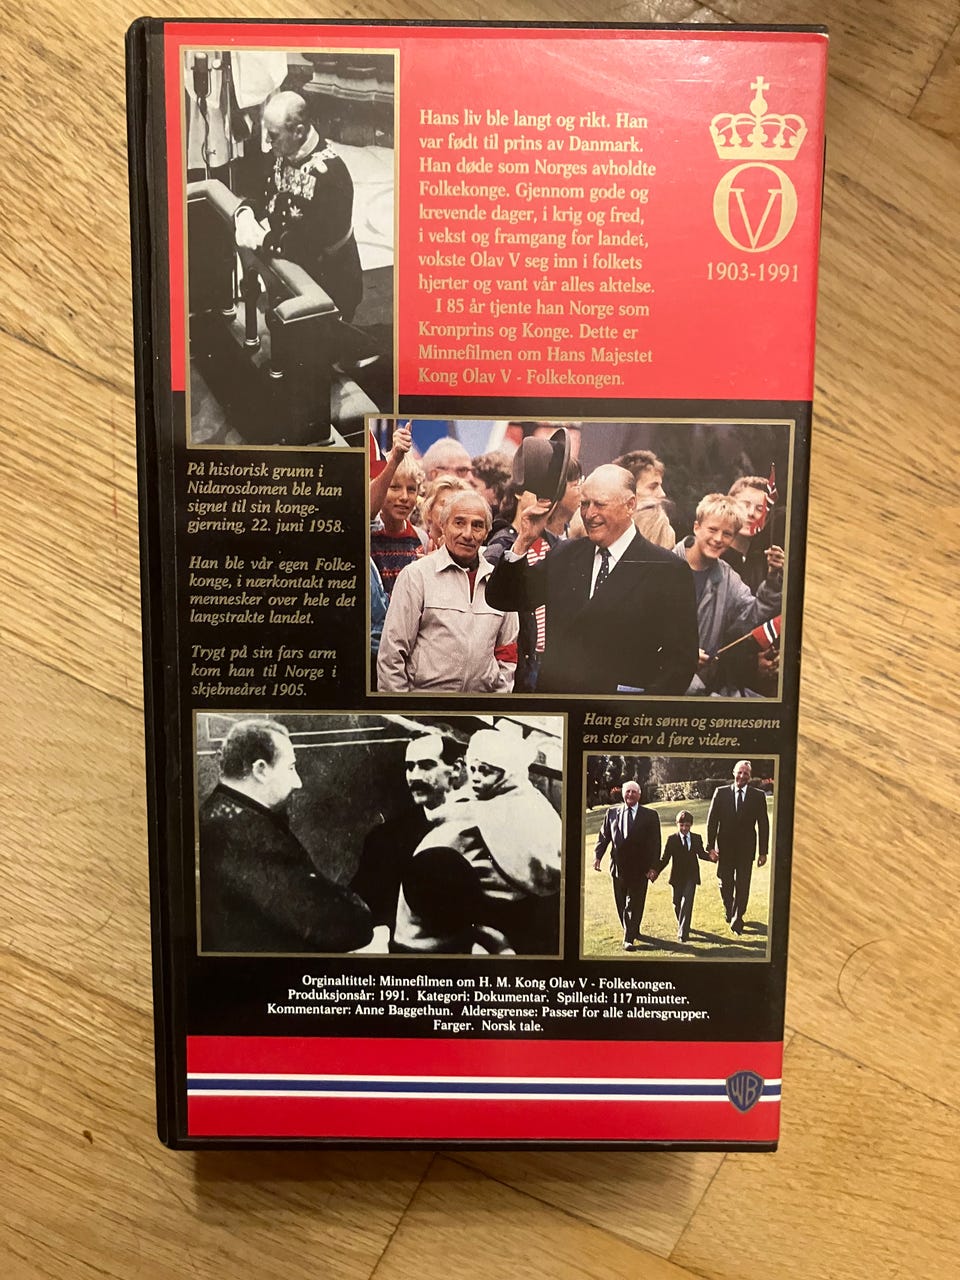 Hans liv ble langt og rikt. Han
var født til prins av Danmark.
Han døde som Norges avholdte
Folkekonge. Gjennom gode og
krevende dager, i krig og fred,
i vekst og framgang for landet,
vokste Olav V seg inn i folkets
hjerter og vant vår alles aktelse.
I 85 år tjente han Norge som
Kronprins og Konge. Dette er
Minnefilmen om Hans Majestet
Kong Olav V - Folkekongen.
OV
1903-1991
På historisk grunn i
Nidarosdomen ble han
signet til sin konge-
gjerning, 22. juni 1958.
Han ble vår egen Folke-
konge, i nærkontakt med
mennesker over hele det
langstrakte landet.
Trygt på sin fars arm
kom han til Norge i
skjebneåret 1905.
Han ga sin sønn og sønnesønn
en stor arv å føre videre.
Orginaltittel: Minnefilmen om H. M. Kong Olav V - Folkekongen.
Produksjonsår: 1991. Kategori: Dokumentar. Spilletid: 117 minutter.
Kommentarer: Anne Baggethun. Aldersgrense: Passer for alle aldersgrupper.
Farger. Norsk tale.
WB